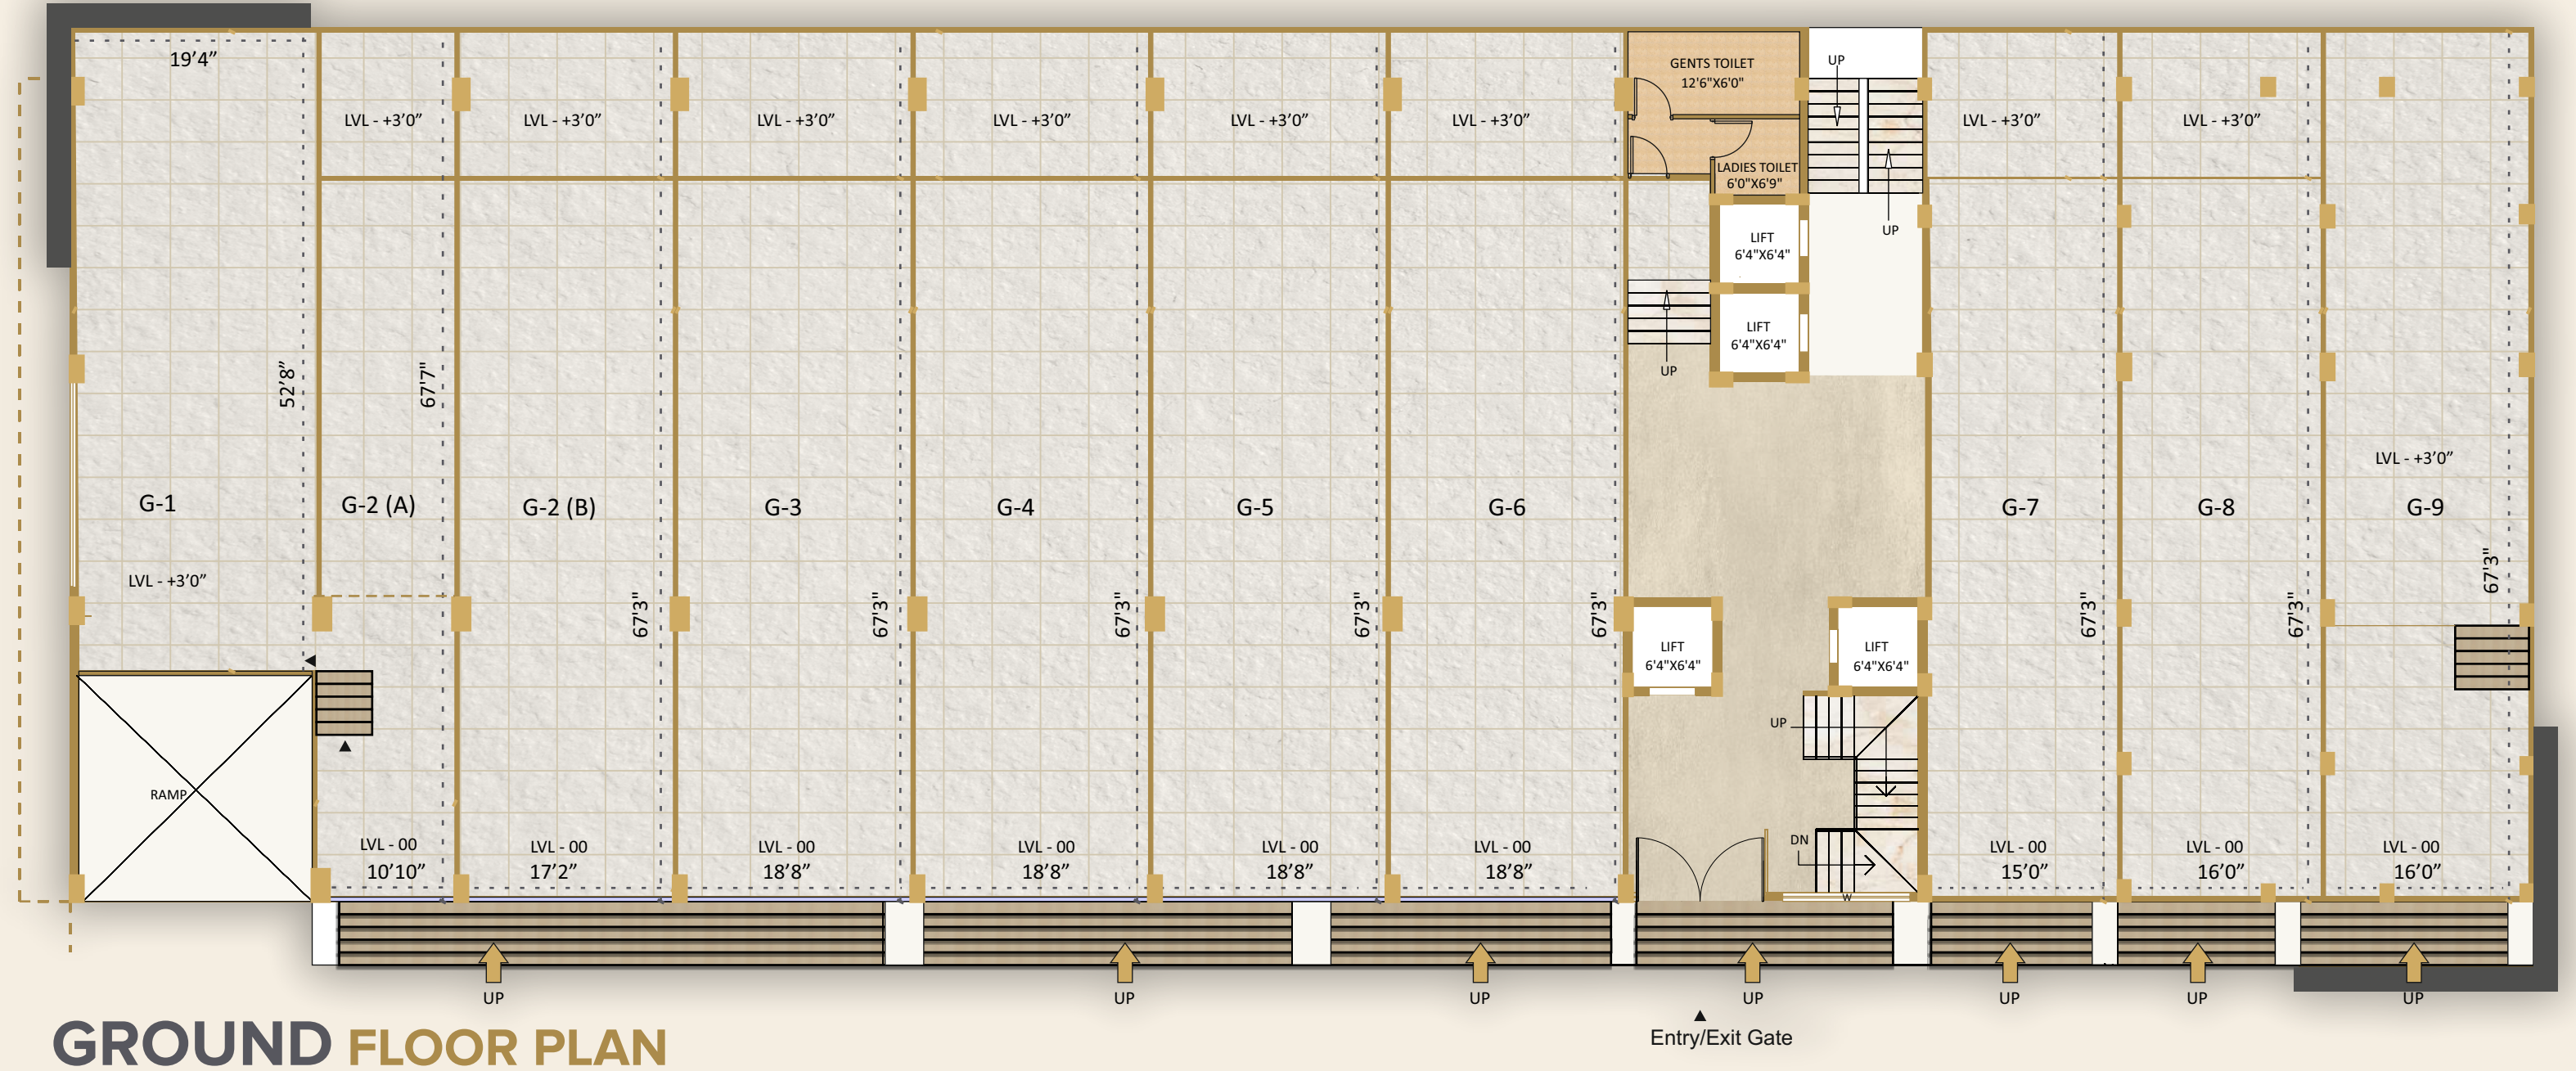 19’4”
LVL - +3’0”
LVL - +3’0”
LVL - +3’0”
LVL - +3’0”
LVL - +3’0”
LVL - +3’0”
GENTS TOILET
12'6"X6'0"
UP
LVL - +3’0”
LVL - +3’0”
LADIES TOILET
6'0"X6'9"
UP
LIFT
6'4"X6'4"
LIFT
6'4"X6'4"
UP
52’8”
67'7"
LVL - +3’0”
G-1
G-2 (A)
G-2 (B)
G-3
G-4
G-5
G-6
G-7
G-8
G-9
LVL - +3’0”
67'3"
67'3"
67'3"
67'3"
67'3"
67'3"
67'3"
67'3"
LIFT
6'4"X6'4"
LIFT
6'4"X6'4"
UP
RAMP
DN
LVL - 00
10’10”
LVL - 00
17’2”
LVL - 00
18’8”
LVL - 00
18’8”
LVL - 00
18’8”
LVL - 00
18’8”
LVL - 00
15’0”
LVL - 00
16’0”
LVL - 00
16’0”
W
UP
UP
UP
UP
UP
UP
UP
Entry/Exit Gate
GROUND FLOOR PLAN